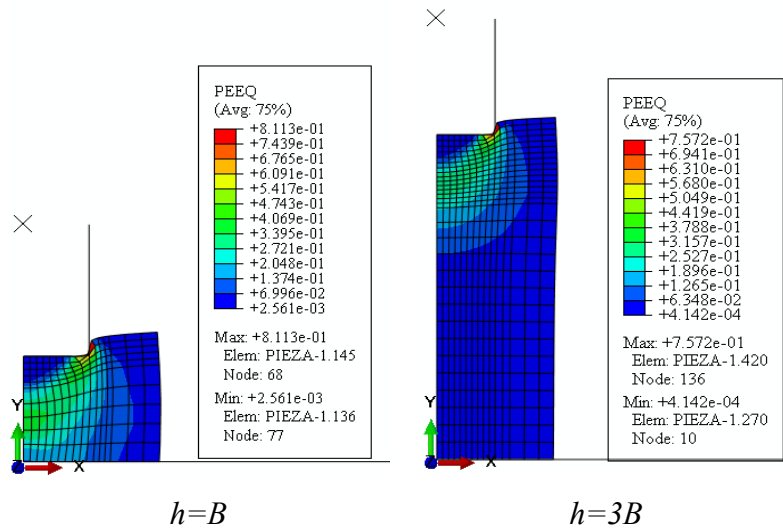 PEEQ
(Avg: 75%)
+8.113e-01
+7.439e-01
+6.765e-01
+6.091e-01
+5.417e-01
+4.743e-01
+4.069e-01
+3.395e-01
+2.721e-01
+2.048e-01
+1.374e-01
+6.996e-02
+2.561e-03
Max: +8.113e-01
Elem: PIEZA-1.145
Node: 68
Min: +2.561e-03
Elem: PIEZA-1.136
Node: 77
Y
Z
X
h=B
PEEQ
(Avg: 75%)
+7.572e-01
+6.941e-01
+6.310e-01
+5.680e-01
+5.049e-01
+4.419e-01
+3.788e-01
+3.157e-01
+2.527e-01
+1.896e-01
+1.265e-01
+6.348e-02
+4.142e-04
Max: +7.572e-01
Elem: PIEZA-1.420
Node: 136
Min: +4.142e-04
Elem: PIEZA-1.270
Node: 10
Y
Z
X
h=3B